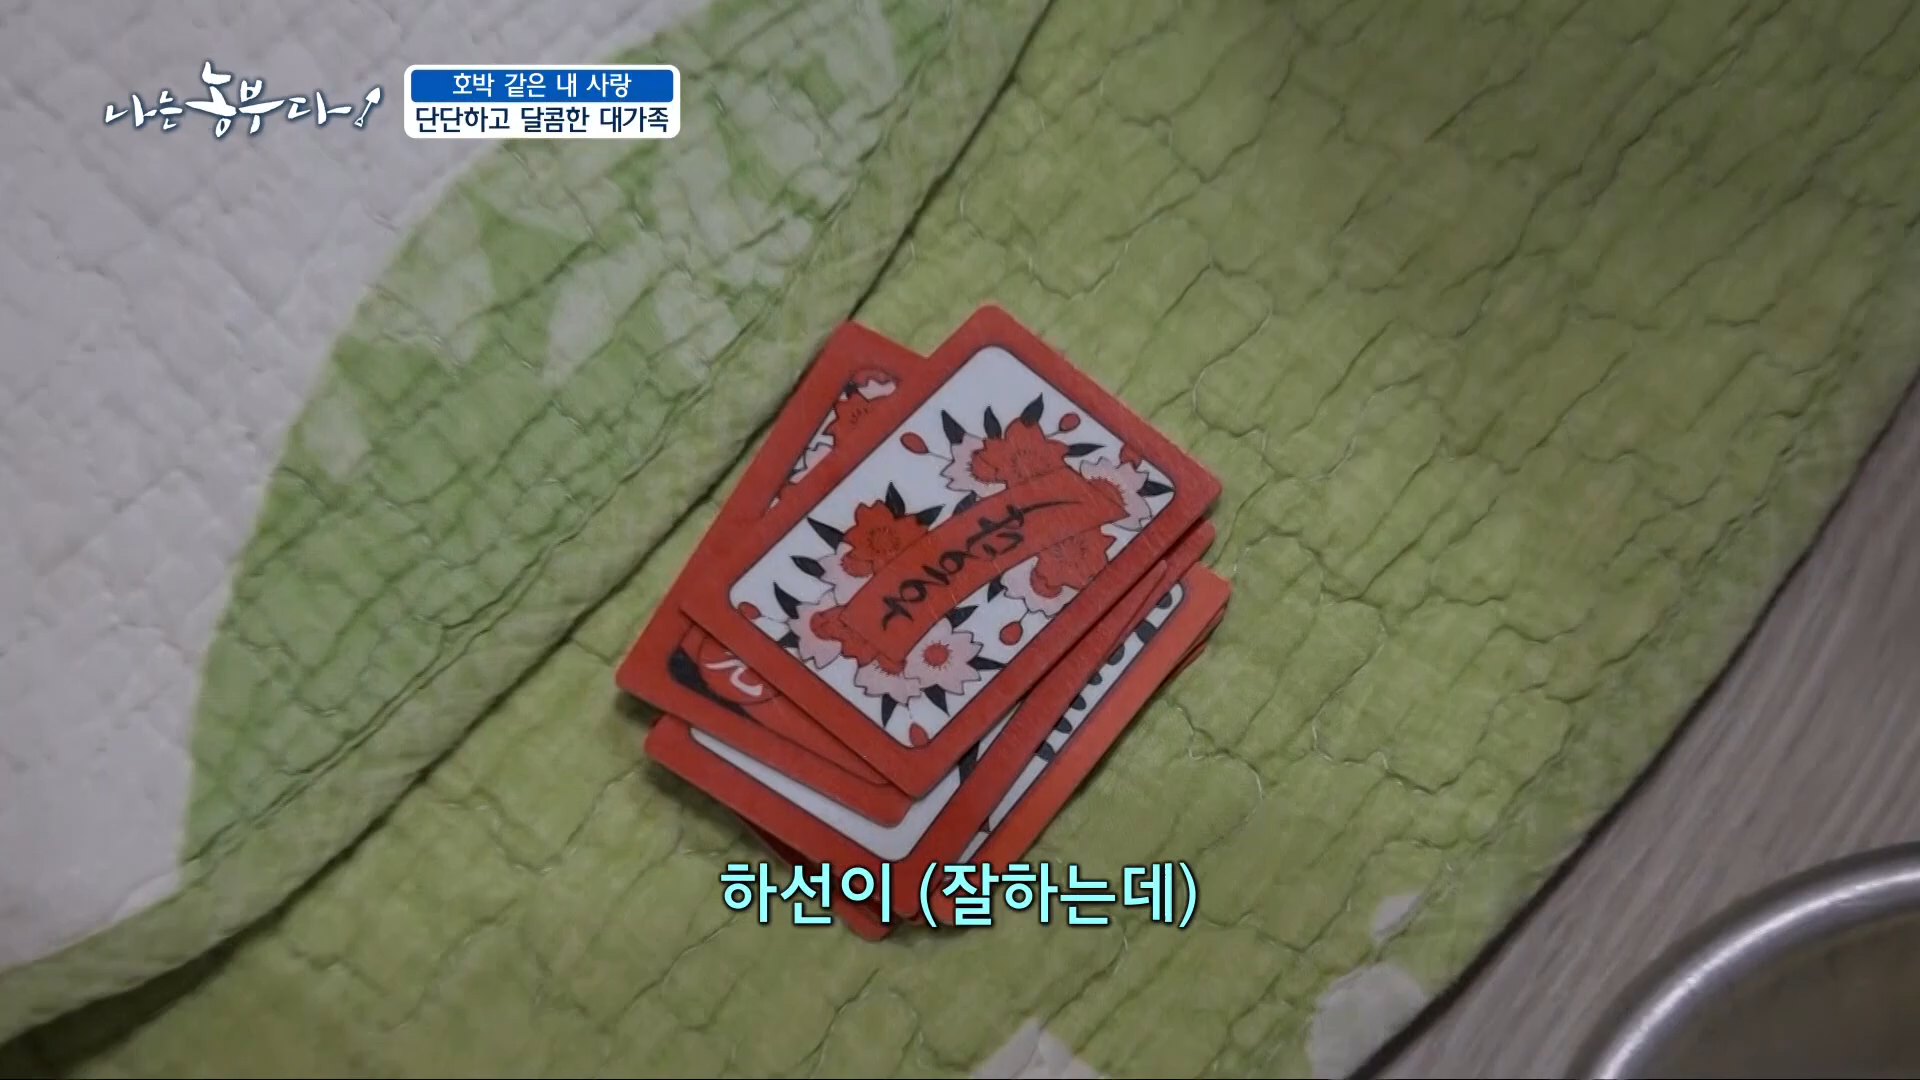 나는 농부다!
호박 같은 내 사랑
단단하고 달콤한 대가족
하선이 (잘하는데)